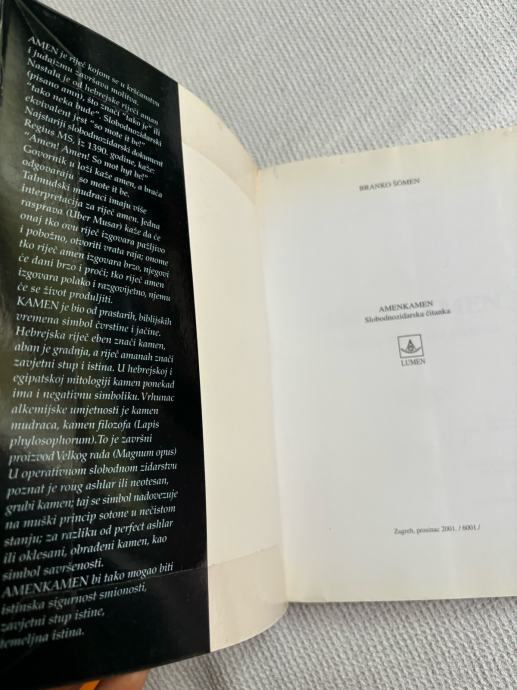 AMEN je riječ kojom se u kršćanstvu
i judaizmu završava molitva.
Nastala je od hebrejske riječi amen
(pisano amn), što znači "tako je" ili
"tako neka bude". Slobodnozidarski
ekvivalent jest "so mote it be!"
Najstariji slobodnozidarski dokument
Regius MS, iz 1390. godine, kaže:
"Amen! Amen! So mot hyt be!"
Govornik u loži kaže amen, a braća
odgovaraju so mote it be.
Talmudski mudraci imaju više
interpretacija za riječ amen. Jedna
rasprava (Uber Musar) kaže da će
onaj tko ovu riječ izgovara pažljivo
i pobožno, otvoriti vrata raja; onome
tko riječ amen izgovara brzo, njegovi
će dani brzo i proći; tko riječ amen
izgovara polako i razgovijetno, njemu
će se život produljiti.
KAMEN je bio od prastarih, biblijskih
vremena simbol čvrstine i jačine.
Hebrejska riječ eben znači kamen,
aban je gradnja, a riječ amanah znači
zavjetni stup i istina. U hebrejskoj i
egipatskoj mitologiji kamen ponekad
ima i negativnu simboliku. Vrhunac
alkemijske umjetnosti je kamen
mudraca, kamen filozofa (Lapis
phylosophorum). To je završni
proizvod Velkog rada (Magnum opus)
U operativnom slobodnom zidarstvu
poznat je roug ashlar ili neotesan,
grubi kamen; taj se simbol nadovezuje
na muški princip sotone u nečistom
stanju; za razliku od perfect ashlar
ili oklesani, obrađeni kamen, kao
simbol savršenosti.
AMENKAMEN bi tako mogao biti
istinska sigurnost smionosti,
zavjetni stup istine,
temeljna istina.
BRANKO ŠÖMEN
AMENKAMEN
Slobodnozidarska čitanka
LUMEN
Zagreb, prosinac 2001. / 6001 /